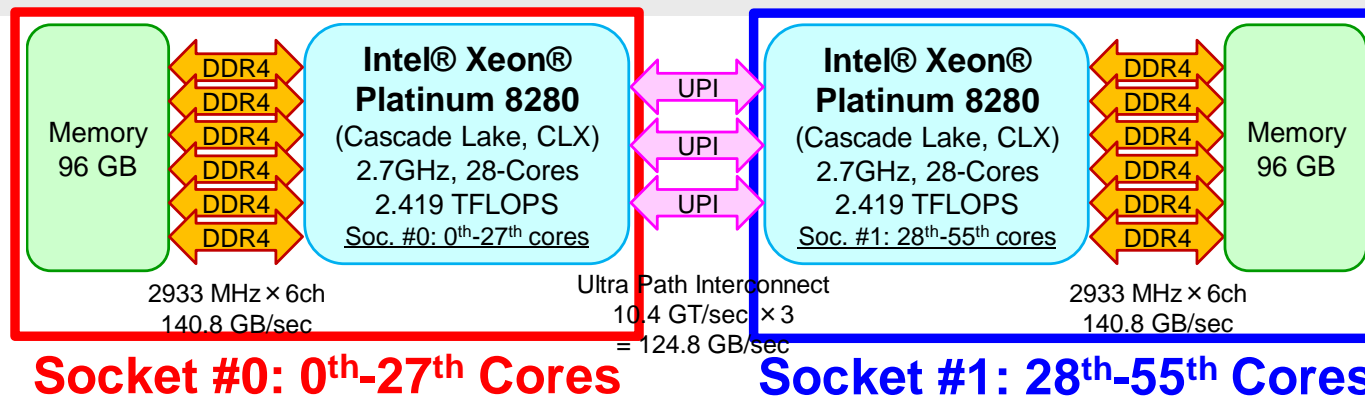 Memory
96 GB
DDR4
DDR4
DDR4
DDR4
DDR4
DDR4
Intel® Xeon®
Platinum 8280
(Cascade Lake, CLX)
2.7GHz, 28-Cores
2.419 TFLOPS
Soc. #0: 0th-27th cores
UPI
UPI
UPI
Intel® Xeon®
Platinum 8280
(Cascade Lake, CLX)
2.7GHz, 28-Cores
2.419 TFLOPS
Soc. #1: 28th-55th cores
DDR4
DDR4
DDR4
DDR4
DDR4
DDR4
Memory
96 GB
2933 MHz×6ch
140.8 GB/sec
Ultra Path Interconnect
10.4 GT/sec ×3
= 124.8 GB/sec
2933 MHz×6ch
140.8 GB/sec
Socket #0: 0th-27th Cores
Socket #1: 28th-55th Cores